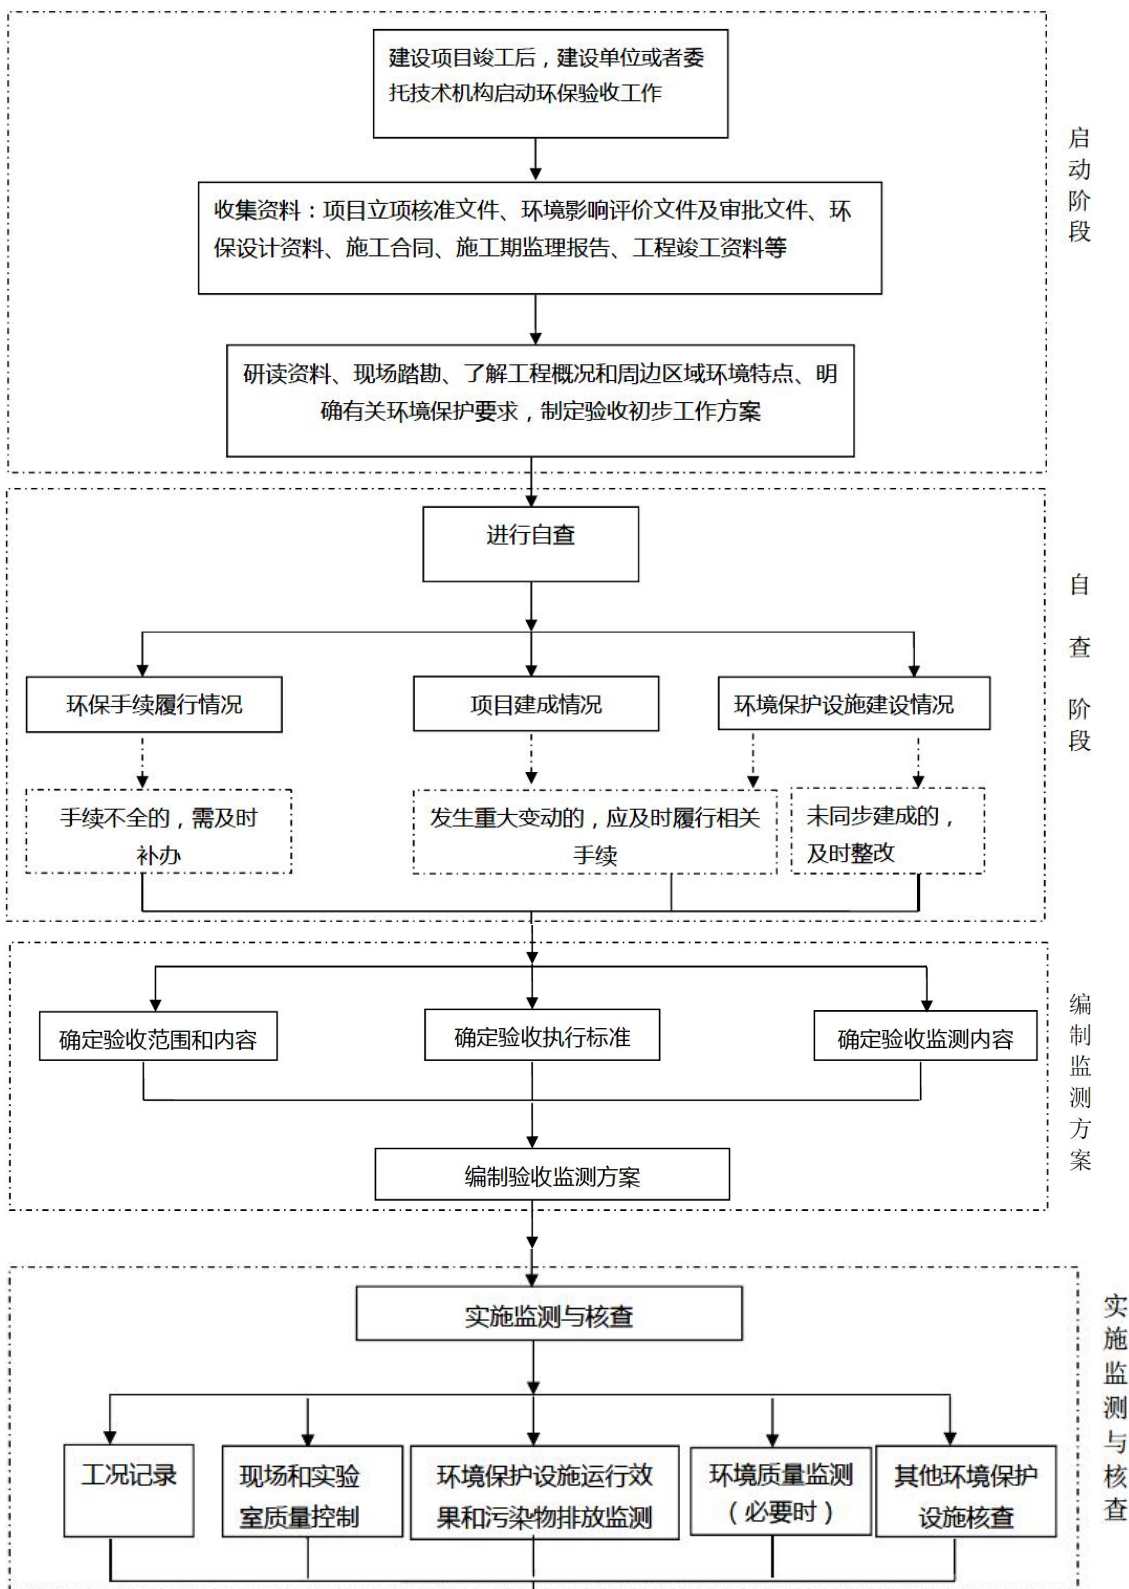 建设项目竣工后，建设单位或者委
托技术机构启动环保验收工作
启动阶段
收集资料：项目立项核准文件、环境影响评价文件及审批文件、环
保设计资料、施工合同、施工期监理报告、工程竣工资料等
研读资料、现场踏勘、了解工程概况和周边区域环境特点、明
确有关环境保护要求，制定验收初步工作方案
进行自查
自查阶段
环保手续履行情况
项目建成情况
环境保护设施建设情况
手续不全的，需及时
补办
发生重大变动的，应及时履行相关
手续
未同步建成的，
及时整改
编制监测方案
确定验收范围和内容
确定验收执行标准
确定验收监测内容
编制验收监测方案
实施监测与核查
实施监测与核查
工况记录
现场和实验
室质量控制
环境保护设施运行效
果和污染物排放监测
环境质量监测
（必要时）
其他环境保护
设施核查